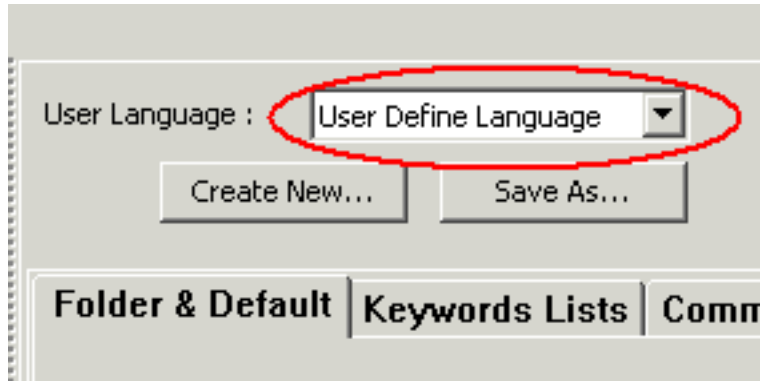 User Language : User Define Language
Create New... Save As...
Folder & Default Keywords Lists